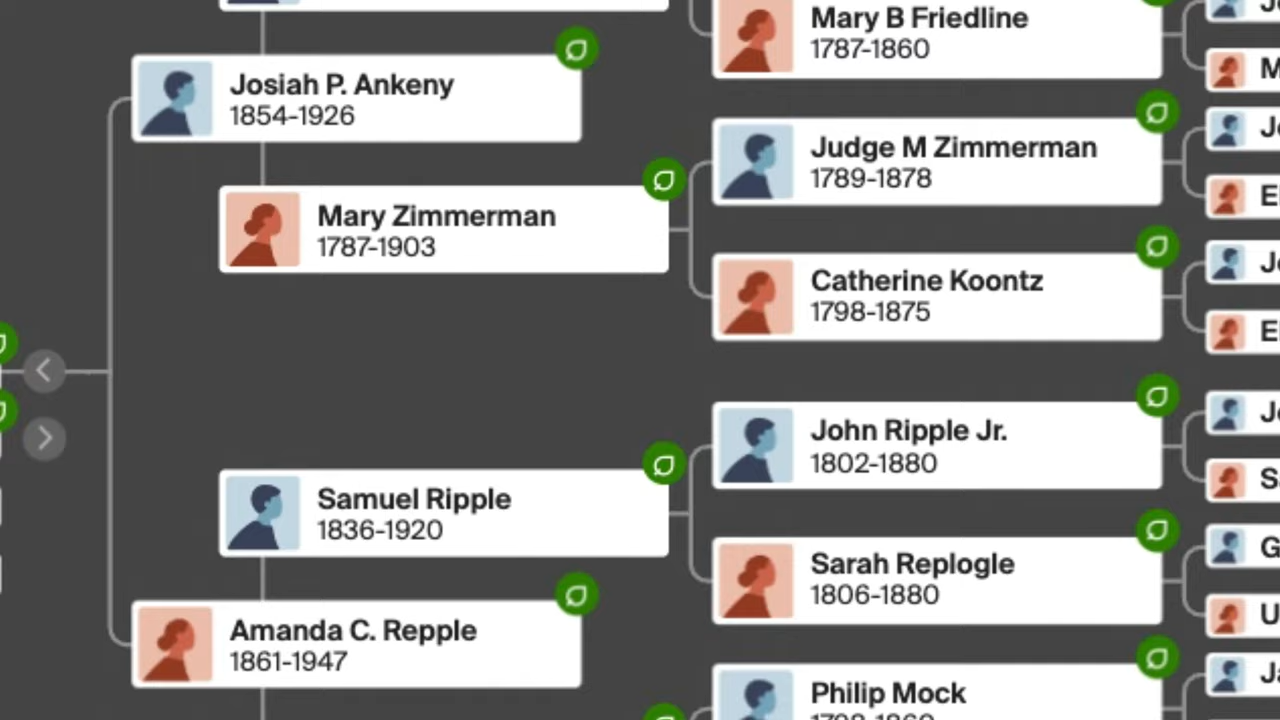 Mary B Friedline
1787-1860
Josiah P. Ankeny
1854-1926
Judge M Zimmerman
1789-1878
Mary Zimmerman
1787-1903
Catherine Koontz
1798-1875
John Ripple Jr.
1802-1880
Samuel Ripple
1836-1920
Sarah Replogle
1806-1880
Amanda C. Repple
1861-1947
Philip Mock